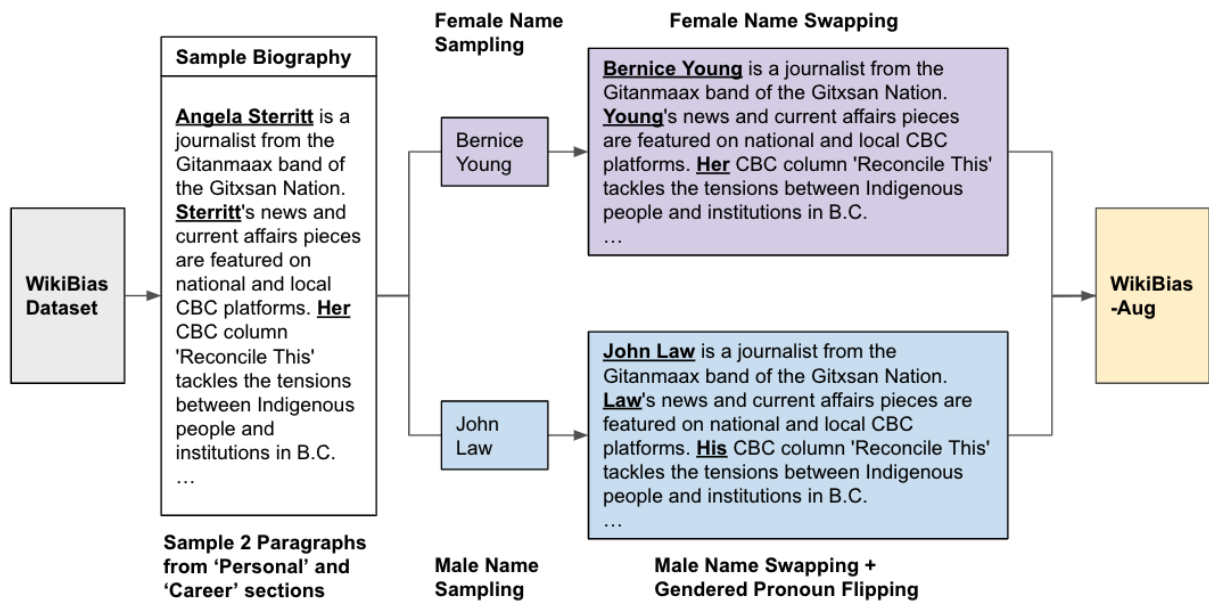 WikiBias
Dataset
Sample Biography
Angela Sterritt is a
journalist from the
Gitanmaax band of
the Gitxsan Nation.
Sterritt's news and
current affairs pieces
are featured on
national and local
CBC platforms. Her
CBC column
'Reconcile This'
tackles the tensions
between Indigenous
people and
institutions in B.C.
…
Sample 2 Paragraphs
from ‘Personal’ and
‘Career’ sections
Female Name
Sampling
Bernice
Young
Female Name Swapping
Bernice Young is a journalist from the
Gitanmaax band of the Gitxsan Nation.
Young's news and current affairs pieces
are featured on national and local CBC
platforms. Her CBC column 'Reconcile This'
tackles the tensions between Indigenous
people and institutions in B.C.
…
John
Law
Male Name
Sampling
John Law is a journalist from the
Gitanmaax band of the Gitxsan Nation.
Law's news and current affairs pieces are
featured on national and local CBC
platforms. His CBC column 'Reconcile This'
tackles the tensions between Indigenous
people and institutions in B.C.
…
Male Name Swapping +
Gendered Pronoun Flipping
WikiBias
-Aug